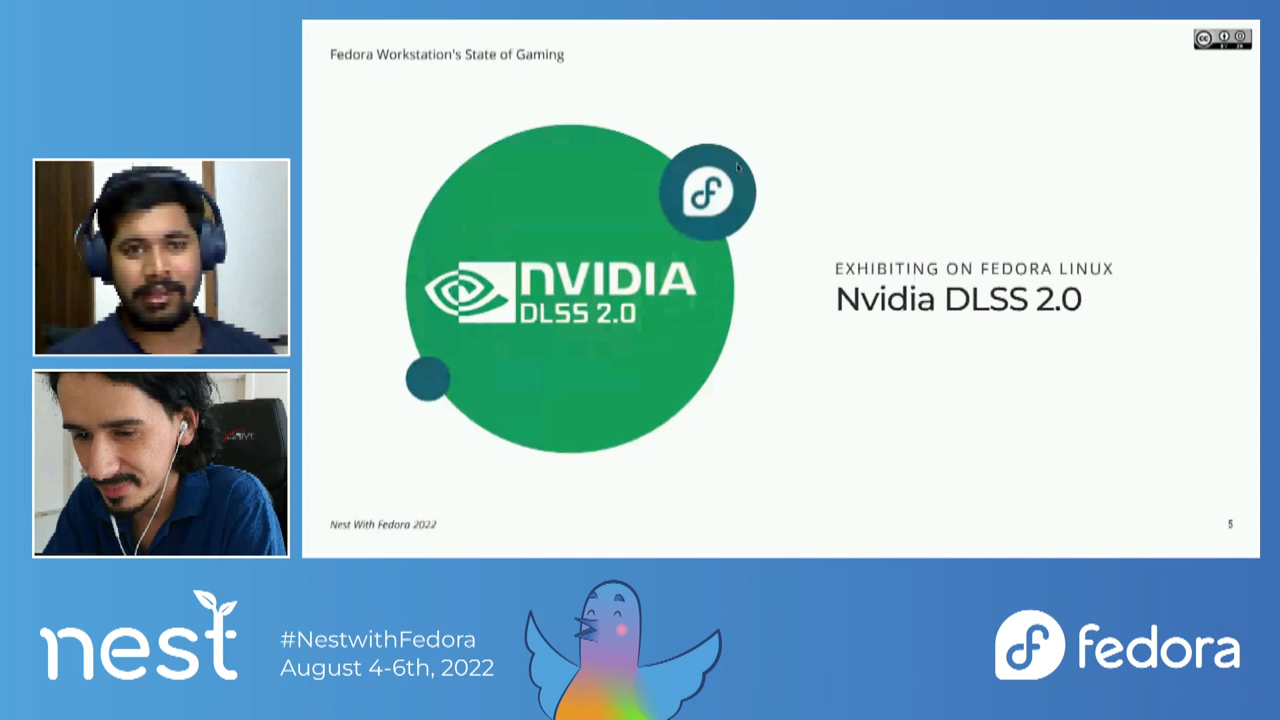 Fedora Workstation's State of Gaming
NVIDIA
DLSS 2.0
EXHIBITING ON FEDORA LINUX
Nvidia DLSS 2.0
Nest With Fedora 2022
5
nest
#NestwithFedora
August 4-6th, 2022
fedora